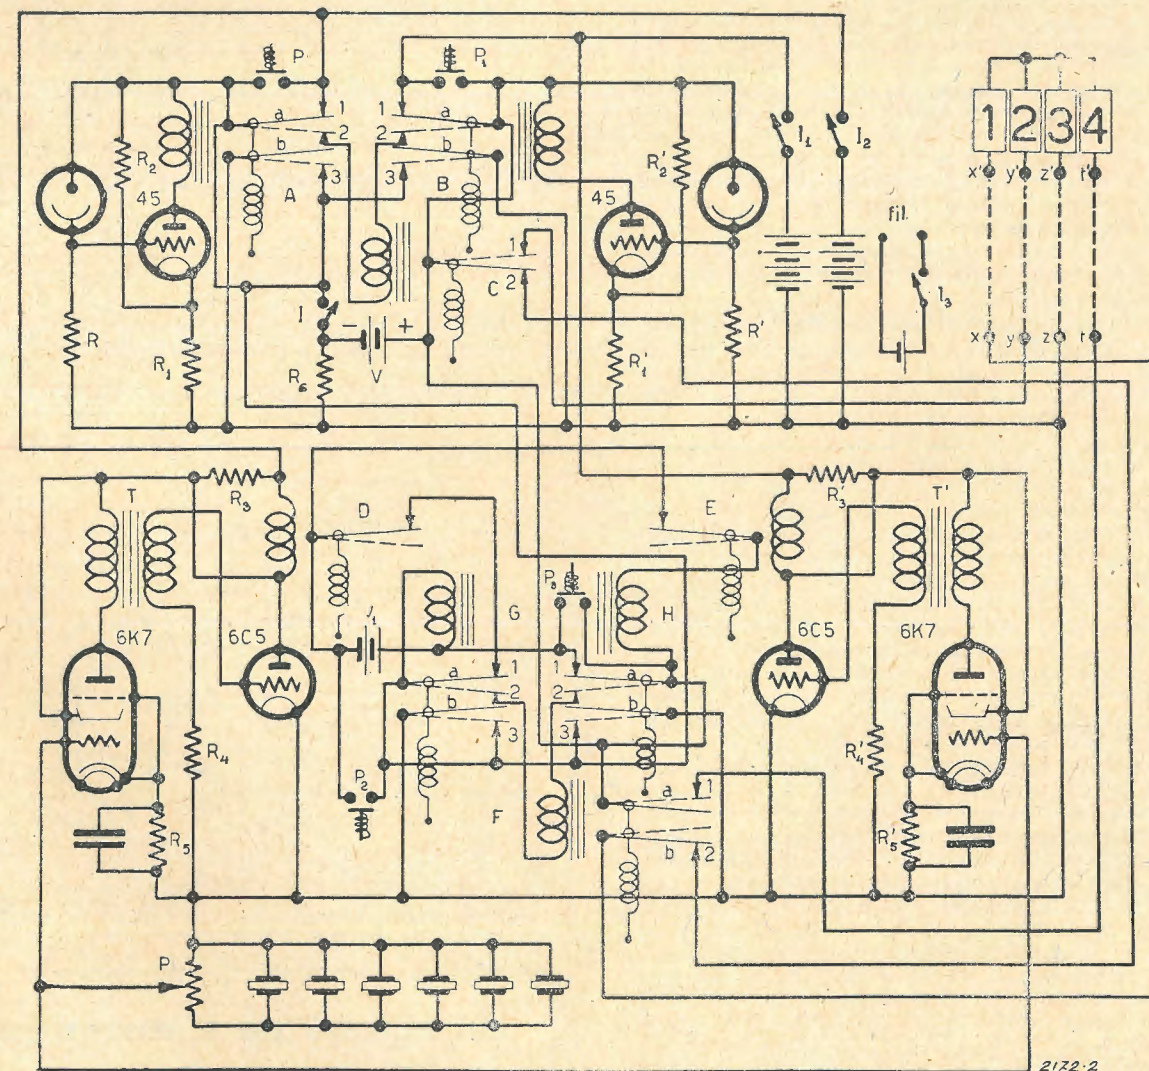 P
P₁
1
a
2
b
3
A
1
a
2
b
3
B
1
C
2
R₂
45
R
R₁
I
R₆
- +
V
45
R'₂
R'₁
R'
I₁
I₂
fil.
I₃
1 2 3 4
x' y' z' t'
x y z t
T
R₃
D
E
R'₃
T'
6K7
6C5
G
P₃
H
6C5
6K7
1
a
2
b
3
1
a
2
b
3
R₄
R₅
P₂
F
a
1
b
2
R'₄
R'₅
P
2172-2